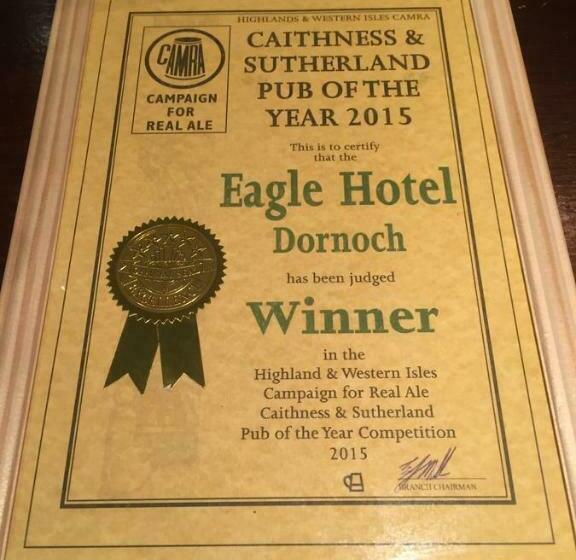 HIGHLANDS & WESTERN ISLES CAMRA
CAMRA
CAMPAIGN
FOR
REAL ALE
CAITHNESS &
SUTHERLAND
PUB OF THE
YEAR 2015
This is to certify
that the
Eagle Hotel
Dornoch
has been judged
Winner
in the
Highland & Western Isles
Campaign for Real Ale
Caithness & Sutherland
Pub of the Year Competition
2015
BRANCH CHAIRMAN